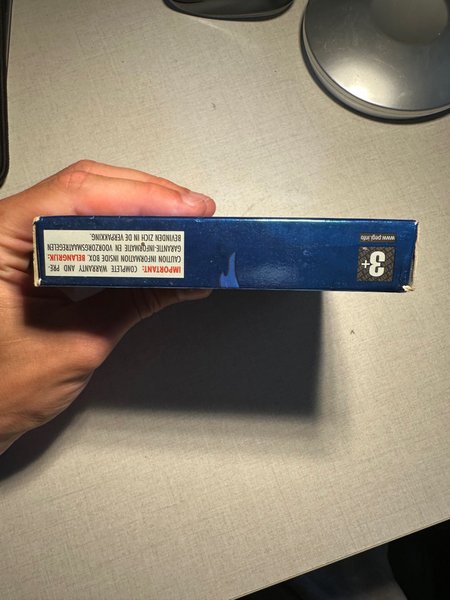 IMPORTANT: COMPLETE WARRANTY AND PRE-
CAUTION INFORMATION INSIDE BOX. BELANGRIJK:
GARANTIE-INFORMATIE EN VOORZORGSMAATREGELEN
BEVINDEN ZICH IN DE VERPAKKING.
3+
www.pegi.info